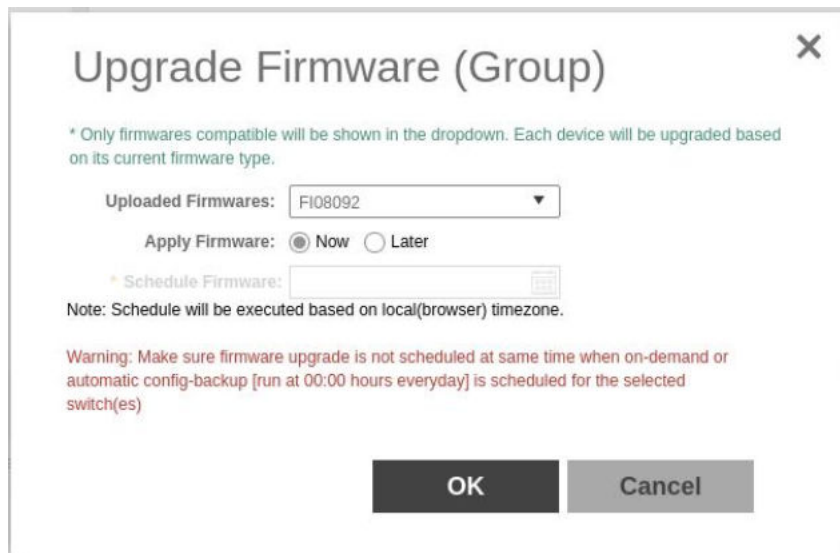 Upgrade Firmware (Group)
* Only firmwares compatible will be shown in the dropdown. Each device will be upgraded based
on its current firmware type.
Uploaded Firmwares: FI08092
Apply Firmware: Now Later
* Schedule Firmware:
Note: Schedule will be executed based on local(browser) timezone.
Warning: Make sure firmware upgrade is not scheduled at same time when on-demand or
automatic config-backup [run at 00:00 hours everyday] is scheduled for the selected
switch(es)
OK Cancel